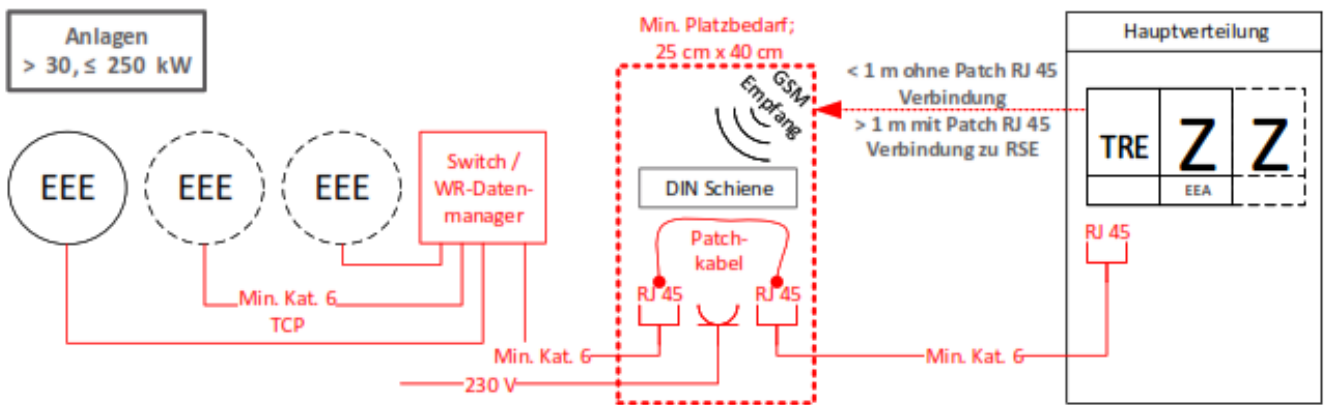 Anlagen
> 30, ≤ 250 kW
EEE
EEE
EEE
Switch /
WR-Daten-
manager
Min. Kat. 6
TCP
Min. Platzbedarf;
25 cm x 40 cm
GSM
Empfang
DIN Schiene
Patch-
kabel
RJ 45
RJ 45
Min. Kat. 6
230 V
< 1 m ohne Patch RJ 45
Verbindung
> 1 m mit Patch RJ 45
Verbindung zu RSE
Hauptverteilung
TRE
Z
Z
EEA
RJ 45
Min. Kat. 6